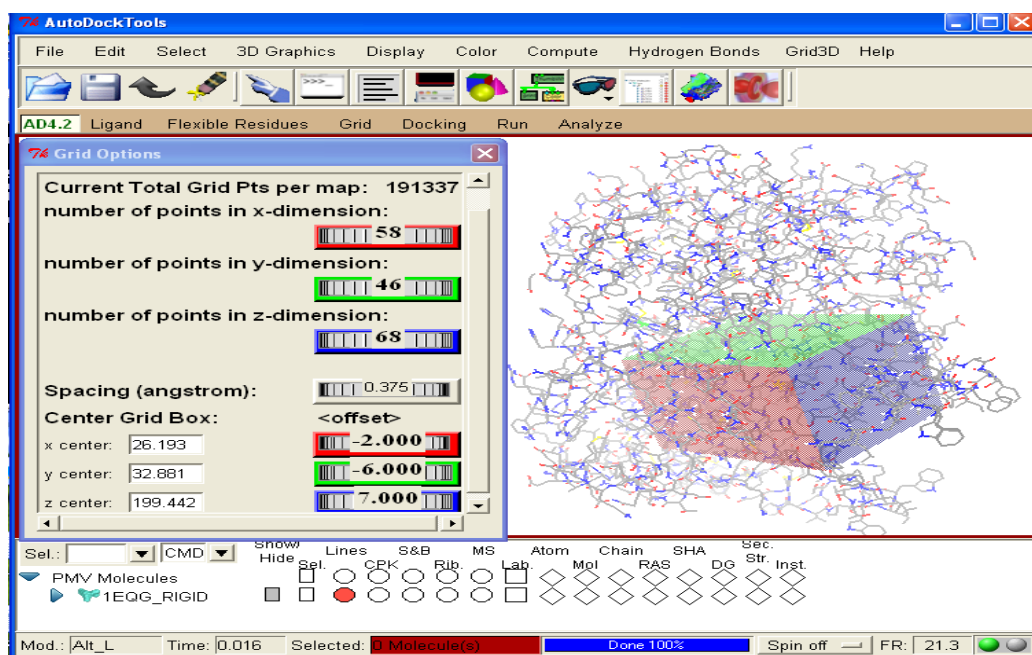 AutoDockTools
File Edit Select 3D Graphics Display Color Compute Hydrogen Bonds Grid3D Help
>>>_
AD4.2 Ligand Flexible Residues Grid Docking Run Analyze
Grid Options
Current Total Grid Pts per map: 191337
number of points in x-dimension:
58
number of points in y-dimension:
46
number of points in z-dimension:
68
Spacing (angstrom): 0.375
Center Grid Box: <offset>
x center: 26.193 -2.000
y center: 32.881 -6.000
z center: 199.442 7.000
Sel.: CMD Show/ Hide Sel. Lines CPK S&B Rib. MS Lab. Atom Mol Chain RAS SHA DG Sec. Str. Inst.
PMV Molecules
1EQG_RIGID
Mod.: Alt_L Time: 0.016 Selected: 0 Molecule(s) Done 100% Spin off FR: 21.3